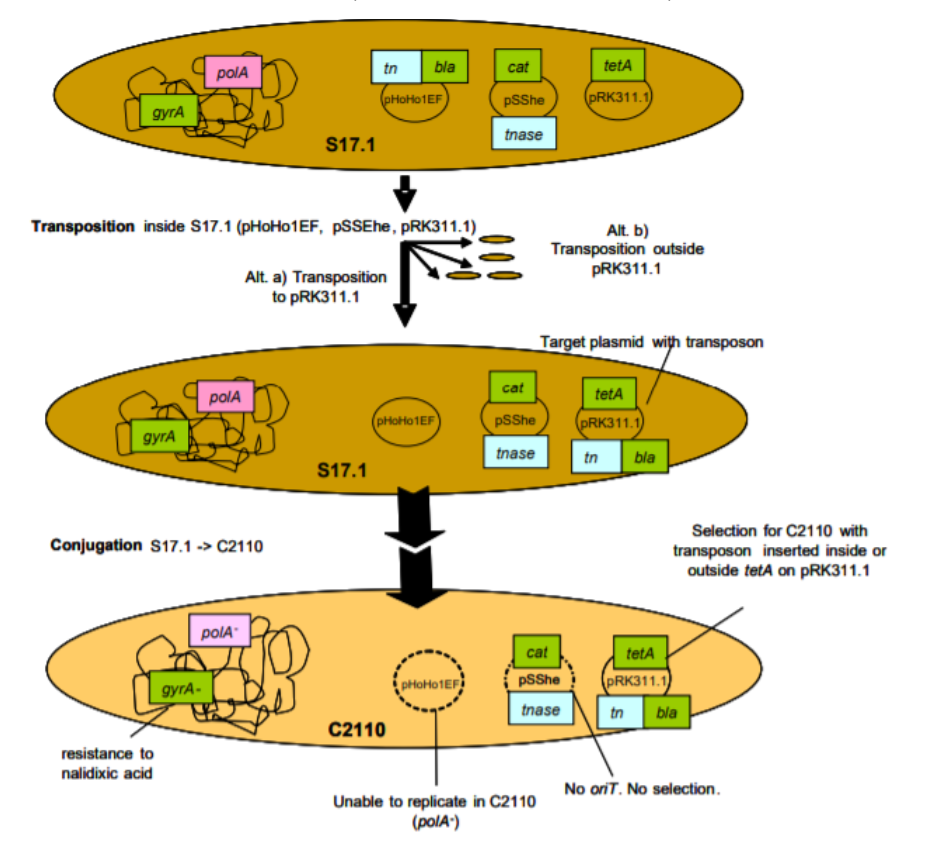 polA
gyrA
tn bla
pHoHo1EF
cat
pSShe
tnase
tetA
pRK311.1
S17.1
Transposition inside S17.1 (pHoHo1EF, pSSEhe, pRK311.1)
Alt. a) Transposition
to pRK311.1
Alt. b)
Transposition outside
pRK311.1
Target plasmid with transposon
polA
gyrA
pHoHo1EF
cat
pSShe
tnase
tetA
pRK311.1
tn bla
S17.1
Conjugation S17.1 -> C2110
Selection for C2110 with
transposon inserted inside or
outside tetA on pRK311.1
polA-
gyrA-
pHoHo1EF
cat
pSShe
tnase
tetA
pRK311.1
tn bla
C2110
resistance to
nalidixic acid
Unable to replicate in C2110
(polA-)
No oriT. No selection.